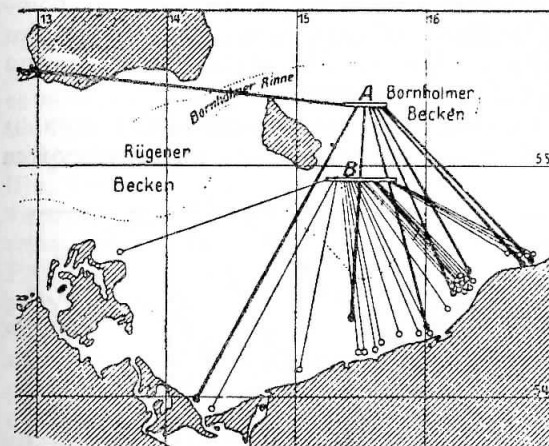 13 14 15 16
Bornholmer Rinne
A Bornholmer
Becken
55
Rügener
Becken
B
54